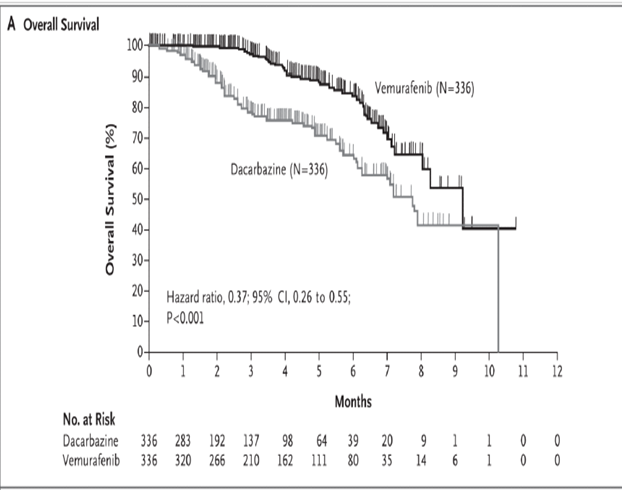 A Overall Survival
Overall Survival (%)
100
90
80
70
60
50
40
30
20
10
0
Vemurafenib (N=336)
Dacarbazine (N=336)
Hazard ratio, 0.37; 95% CI, 0.26 to 0.55;
P<0.001
0 1 2 3 4 5 6 7 8 9 10 11 12
Months
No. at Risk
Dacarbazine 336 283 192 137 98 64 39 20 9 1 1 0 0
Vemurafenib 336 320 266 210 162 111 80 35 14 6 1 0 0